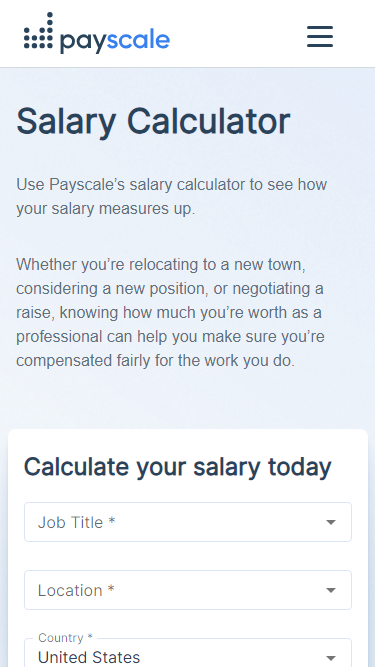 payscale
Salary Calculator
Use Payscale’s salary calculator to see how
your salary measures up.
Whether you’re relocating to a new town,
considering a new position, or negotiating a
raise, knowing how much you’re worth as a
professional can help you make sure you’re
compensated fairly for the work you do.
Calculate your salary today
Job Title *
Location *
Country *
United States